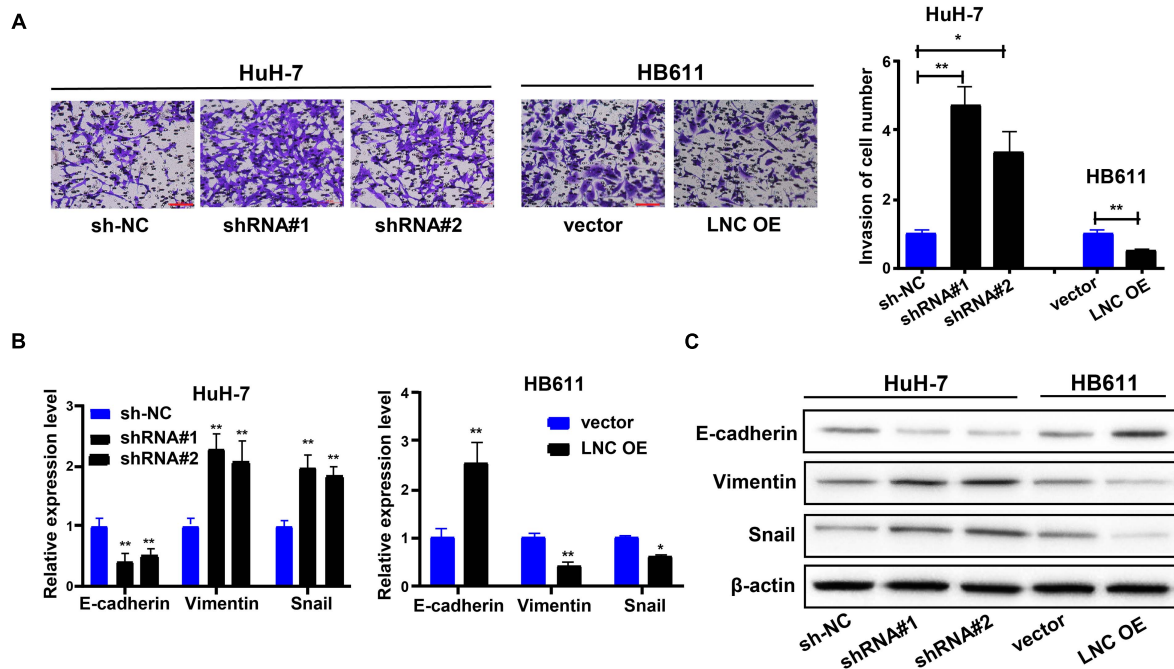 A
HuH-7
HB611
sh-NC
shRNA#1
shRNA#2
vector
LNC OE
HuH-7
Invasion of cell number
6
4
2
0
*
**
HB611
**
sh-NC
shRNA#1
shRNA#2
vector
LNC OE
B
HuH-7
Relative expression level
3
2
1
0
sh-NC
shRNA#1
shRNA#2
** **
** **
** **
E-cadherin Vimentin Snail
HB611
Relative expression level
4
3
2
1
0
vector
LNC OE
**
**
*
E-cadherin Vimentin Snail
C
HuH-7 HB611
E-cadherin
Vimentin
Snail
β-actin
sh-NC
shRNA#1
shRNA#2
vector
LNC OE